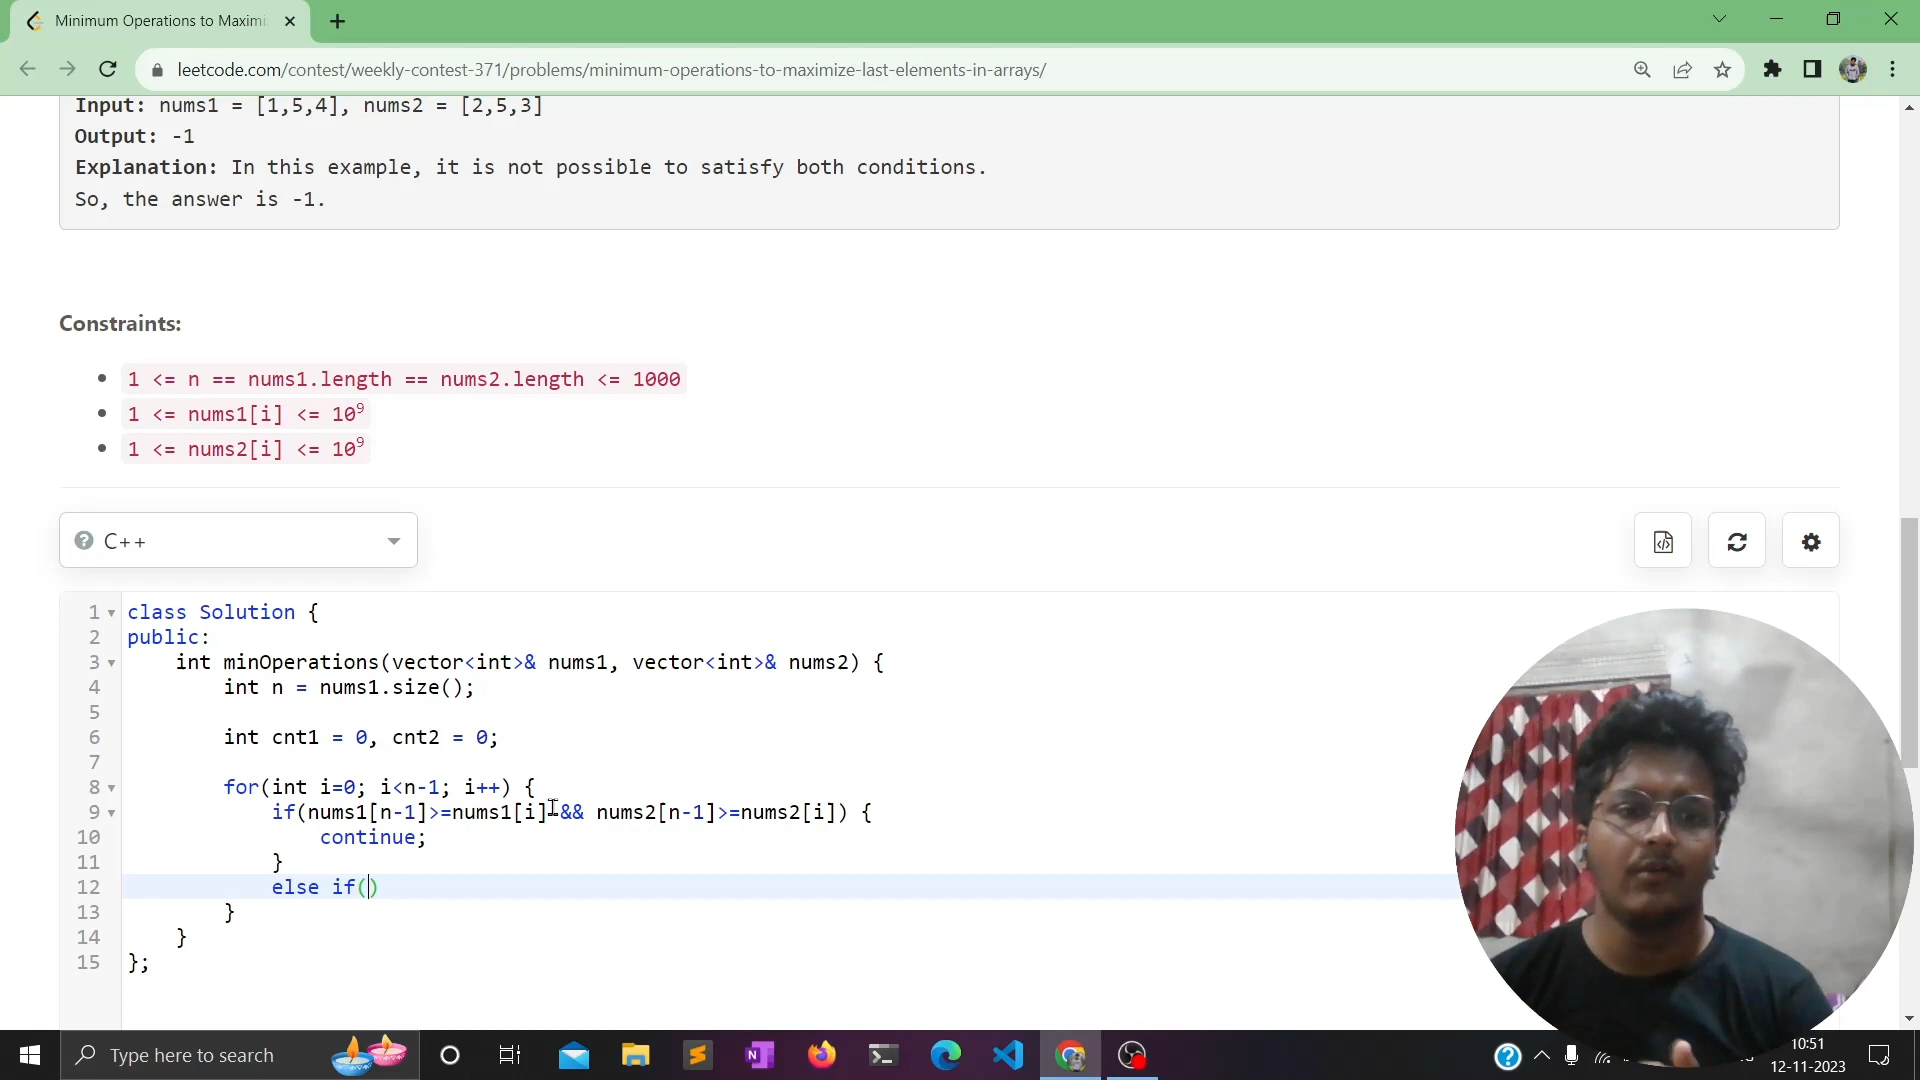 Minimum Operations to Maximi
leetcode.com/contest/weekly-contest-371/problems/minimum-operations-to-maximize-last-elements-in-arrays/
Input: nums1 = [1,5,4], nums2 = [2,5,3]
Output: -1
Explanation: In this example, it is not possible to satisfy both conditions.
So, the answer is -1.
Constraints:
1 <= n == nums1.length == nums2.length <= 1000
1 <= nums1[i] <= 10⁹
1 <= nums2[i] <= 10⁹
C++
1 class Solution {
2 public:
3 int minOperations(vector<int>& nums1, vector<int>& nums2) {
4 int n = nums1.size();
5
6 int cnt1 = 0, cnt2 = 0;
7
8 for(int i=0; i<n-1; i++) {
9 if(nums1[n-1]>=nums1[i] && nums2[n-1]>=nums2[i]) {
10 continue;
11 }
12 else if()
13 }
14 }
15 };
Type here to search
10:51
12-11-2023